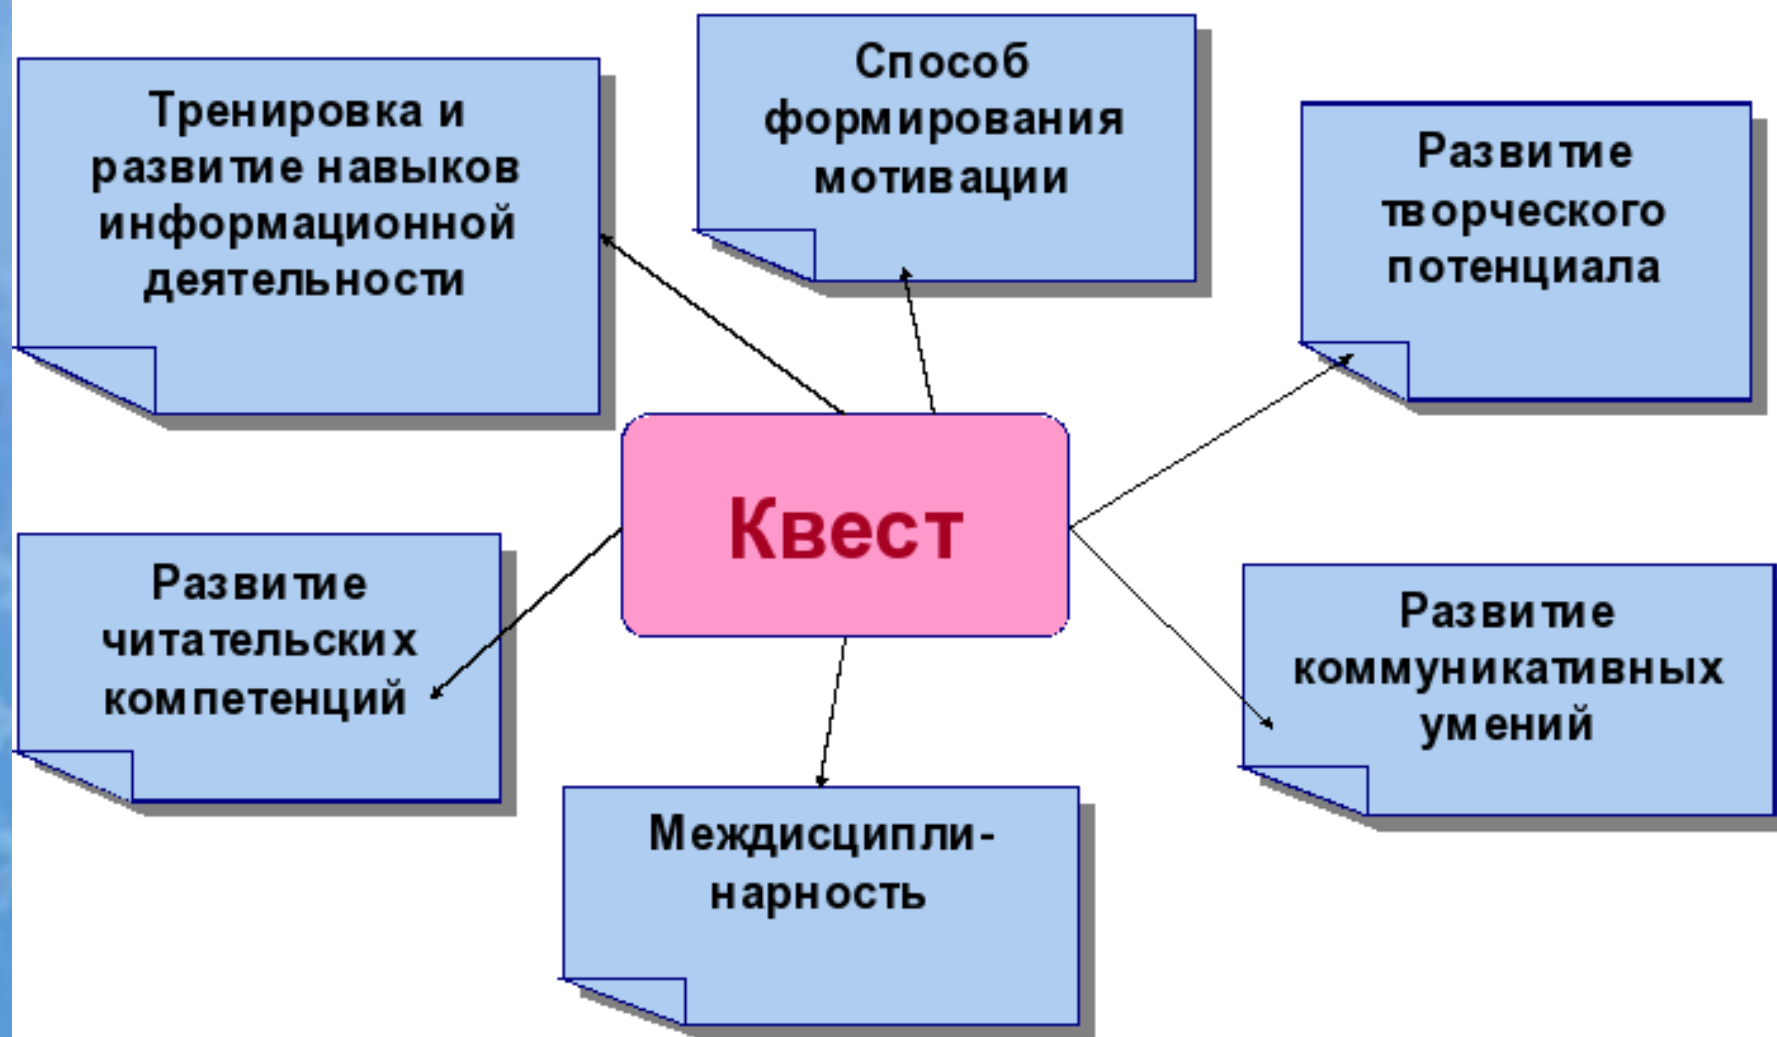 Тренировка и
развитие навыков
информационной
деятельности
Способ
формирования
мотивации
Развитие
творческого
потенциала
Квест
Развитие
читательских
компетенций
Развитие
коммуникативных
умений
Междисципли-
нарность